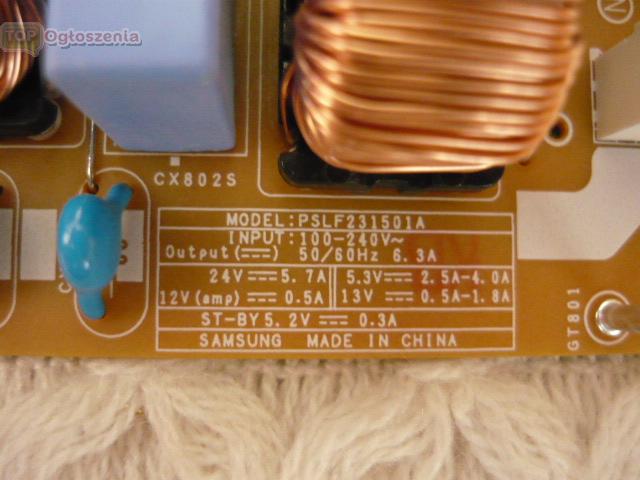 TOP Ogłoszenia
N
CX802S
MODEL:PSLF231501A
INPUT:100-240V~
Output(⎓) 50/60Hz 6.3A
24V⎓5.7A 5.3V⎓ 2.5A-4.0A
12V(amp) ⎓ 0.5A 13V ⎓ 0.5A-1.8A
ST-BY5.2V ⎓ 0.3A
SAMSUNG MADE IN CHINA
GT801